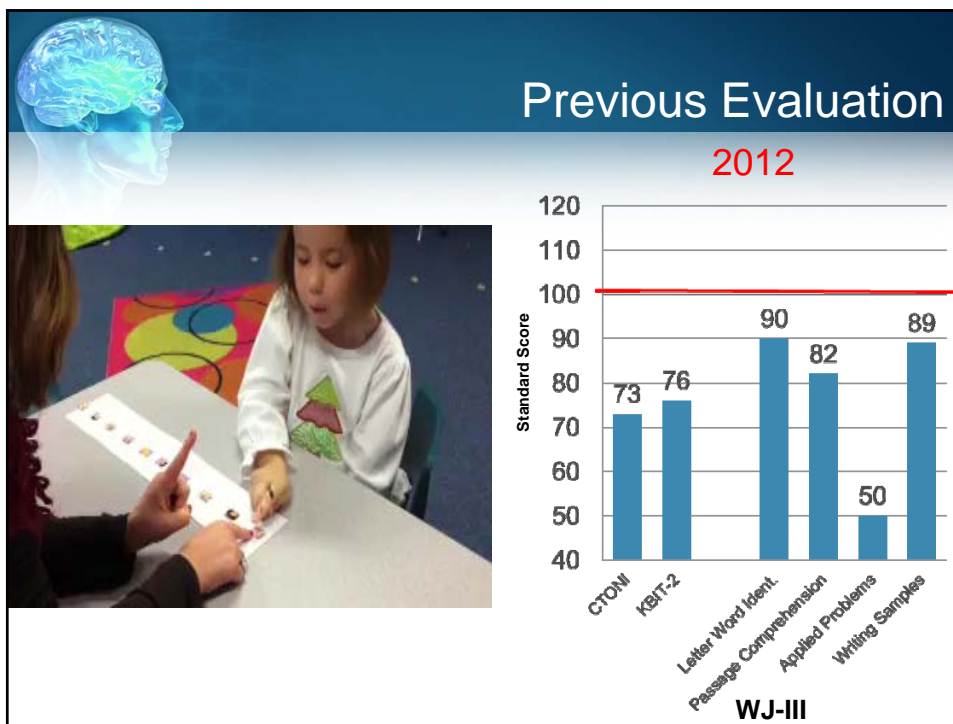 Previous Evaluation
2012
Standard Score
120
110
100
90
80
70
60
50
40
73
76
90
82
50
89
CTONI
KBIT-2
Letter Word Ident.
Passage Comprehension
Applied Problems
Writing Samples
WJ-III